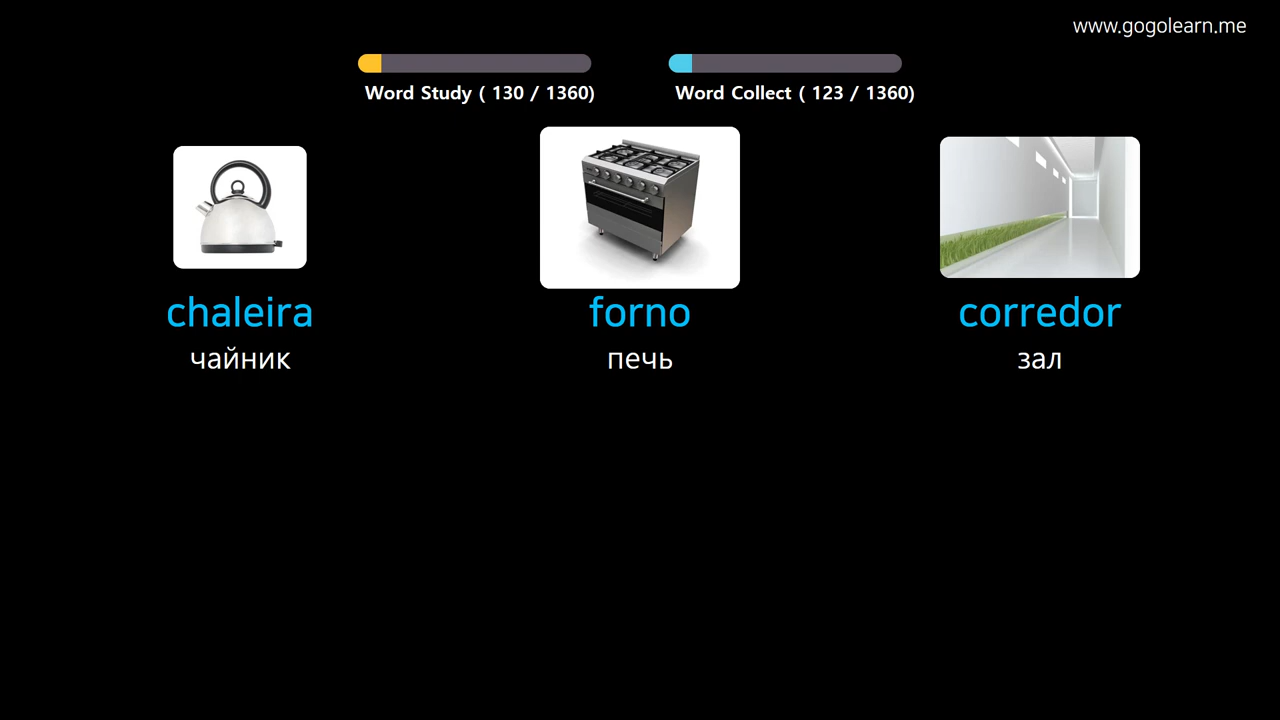 www.gogolearn.me
Word Study ( 130 / 1360)
Word Collect ( 123 / 1360)
chaleira
чайник
forno
печь
corredor
зал